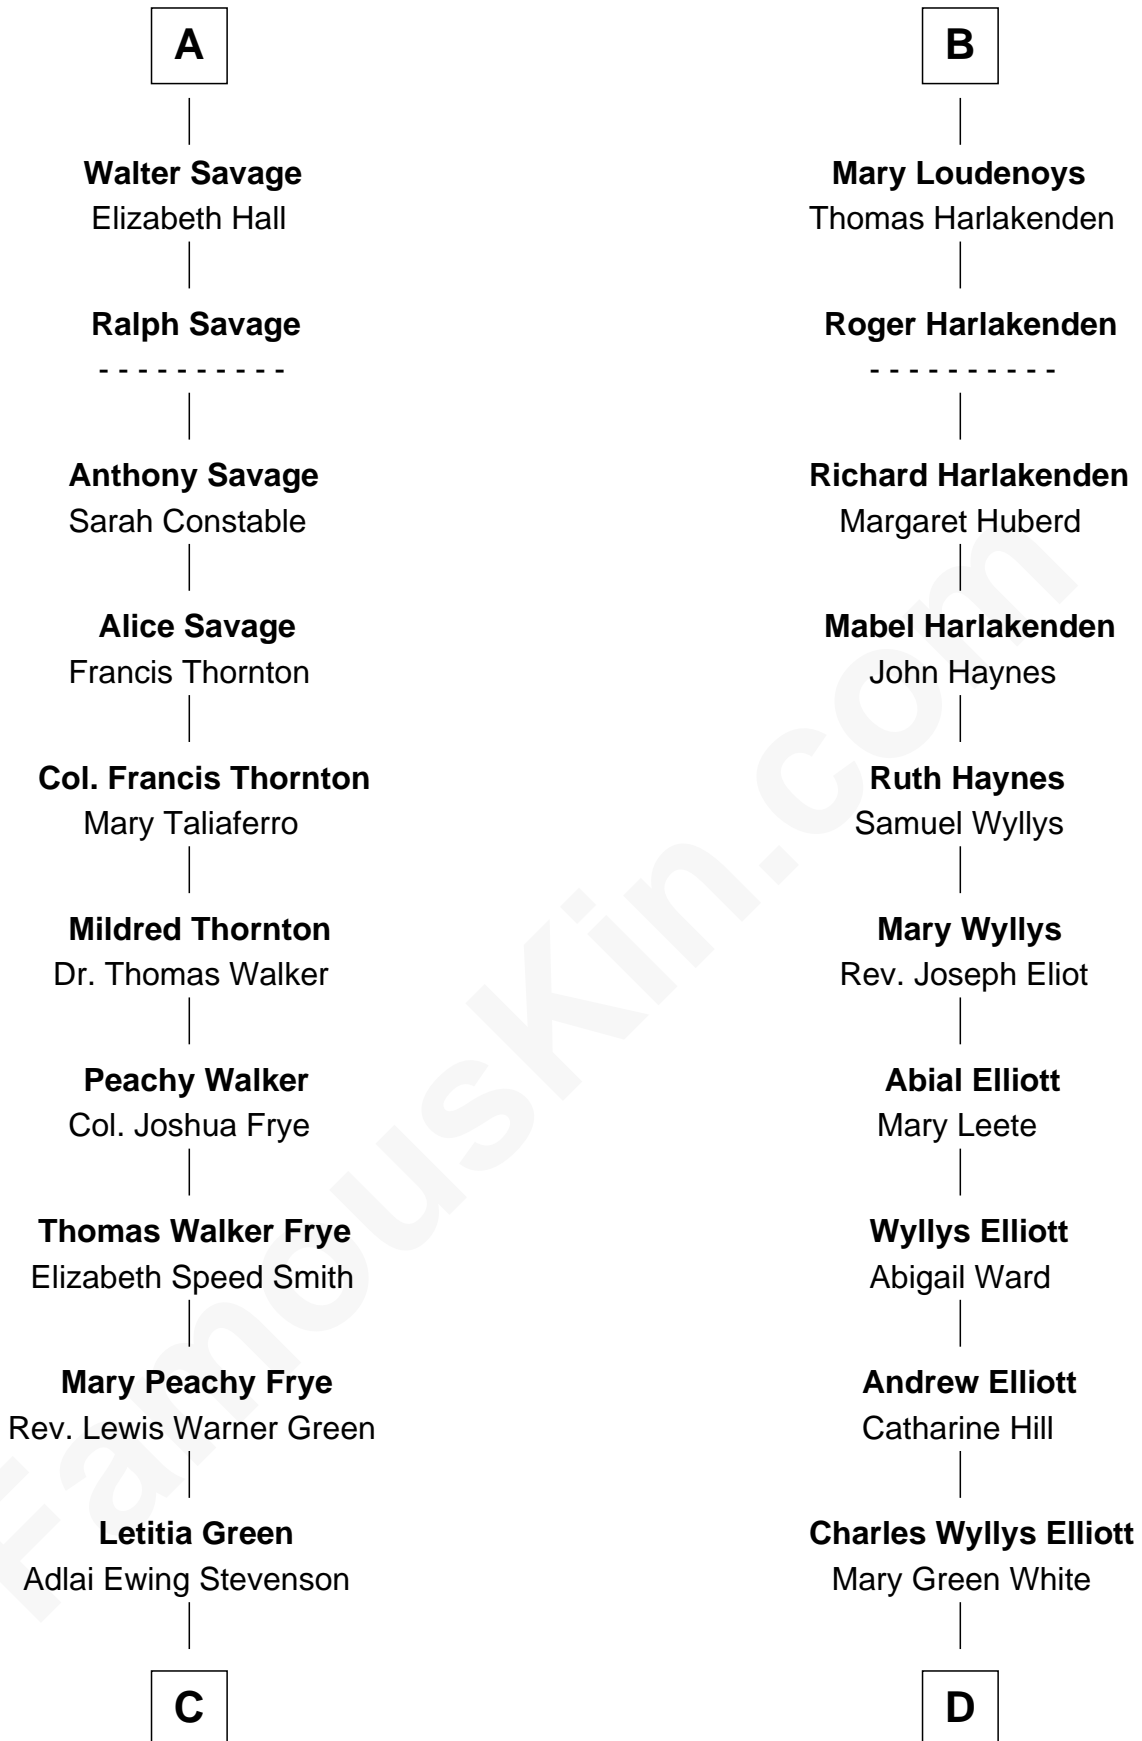 A
Walter Savage
Elizabeth Hall
Ralph Savage
- - - - - - - - - -
Anthony Savage
Sarah Constable
Alice Savage
Francis Thornton
Col. Francis Thornton
Mary Taliaferro
Mildred Thornton
Dr. Thomas Walker
Peachy Walker
Col. Joshua Frye
Thomas Walker Frye
Elizabeth Speed Smith
Mary Peachy Frye
Rev. Lewis Warner Green
Letitia Green
Adlai Ewing Stevenson
C
B
Mary Loudenoys
Thomas Harlakenden
Roger Harlakenden
- - - - - - - - - -
Richard Harlakenden
Margaret Huberd
Mabel Harlakenden
John Haynes
Ruth Haynes
Samuel Wyllys
Mary Wyllys
Rev. Joseph Eliot
Abial Elliott
Mary Leete
Wyllys Elliott
Abigail Ward
Andrew Elliott
Catharine Hill
Charles Wyllys Elliott
Mary Green White
D
FamousKin.com